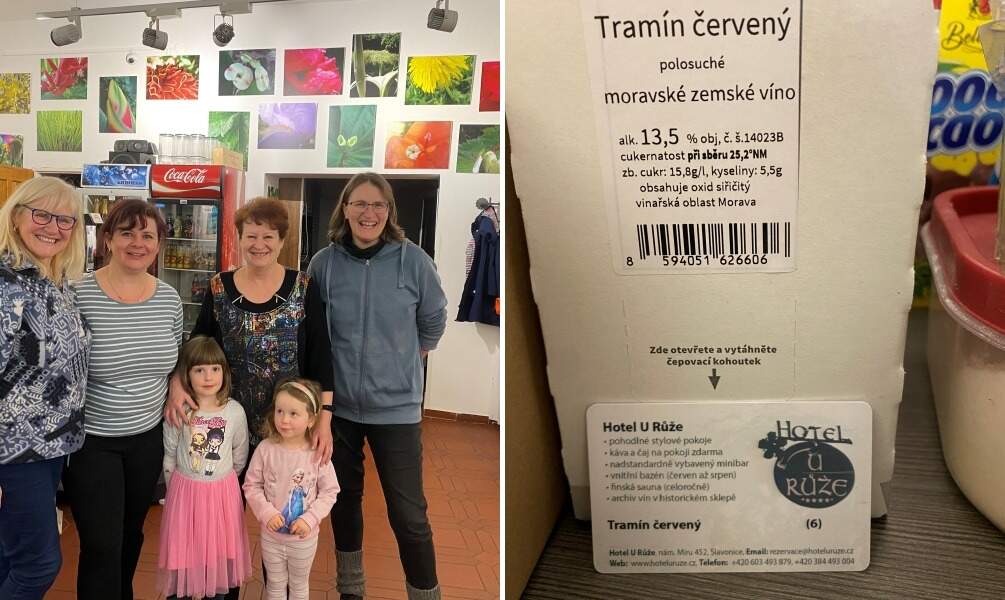 Coca-Cola
Tramín červený
polosuché
moravské zemské víno
alk. 13,5 % obj, č. š.14023B
cukernatost při sběru 25,2°NM
zb. cukr: 15,8g/l, kyseliny: 5,5g
obsahuje oxid siřičitý
vinařská oblast Morava
8 594051 626606
Zde otevřete a vytáhněte
čepovací kohoutek
Hotel U Růže
• pohodlné stylové pokoje
• káva a čaj na pokoji zdarma
• nadstandardně vybavený minibar
• vnitřní bazén (červen až srpen)
• finská sauna (celoročně)
• archiv vín v historickém sklepě
Tramín červený (6)
Hotel U Růže, nám. Míru 452, Slavonice, Email: rezervace@hoteluruze.cz
Web: www.hoteluruze.cz, Telefon: +420 603 493 879, +420 384 493 004
HOTEL
U
RŮŽE